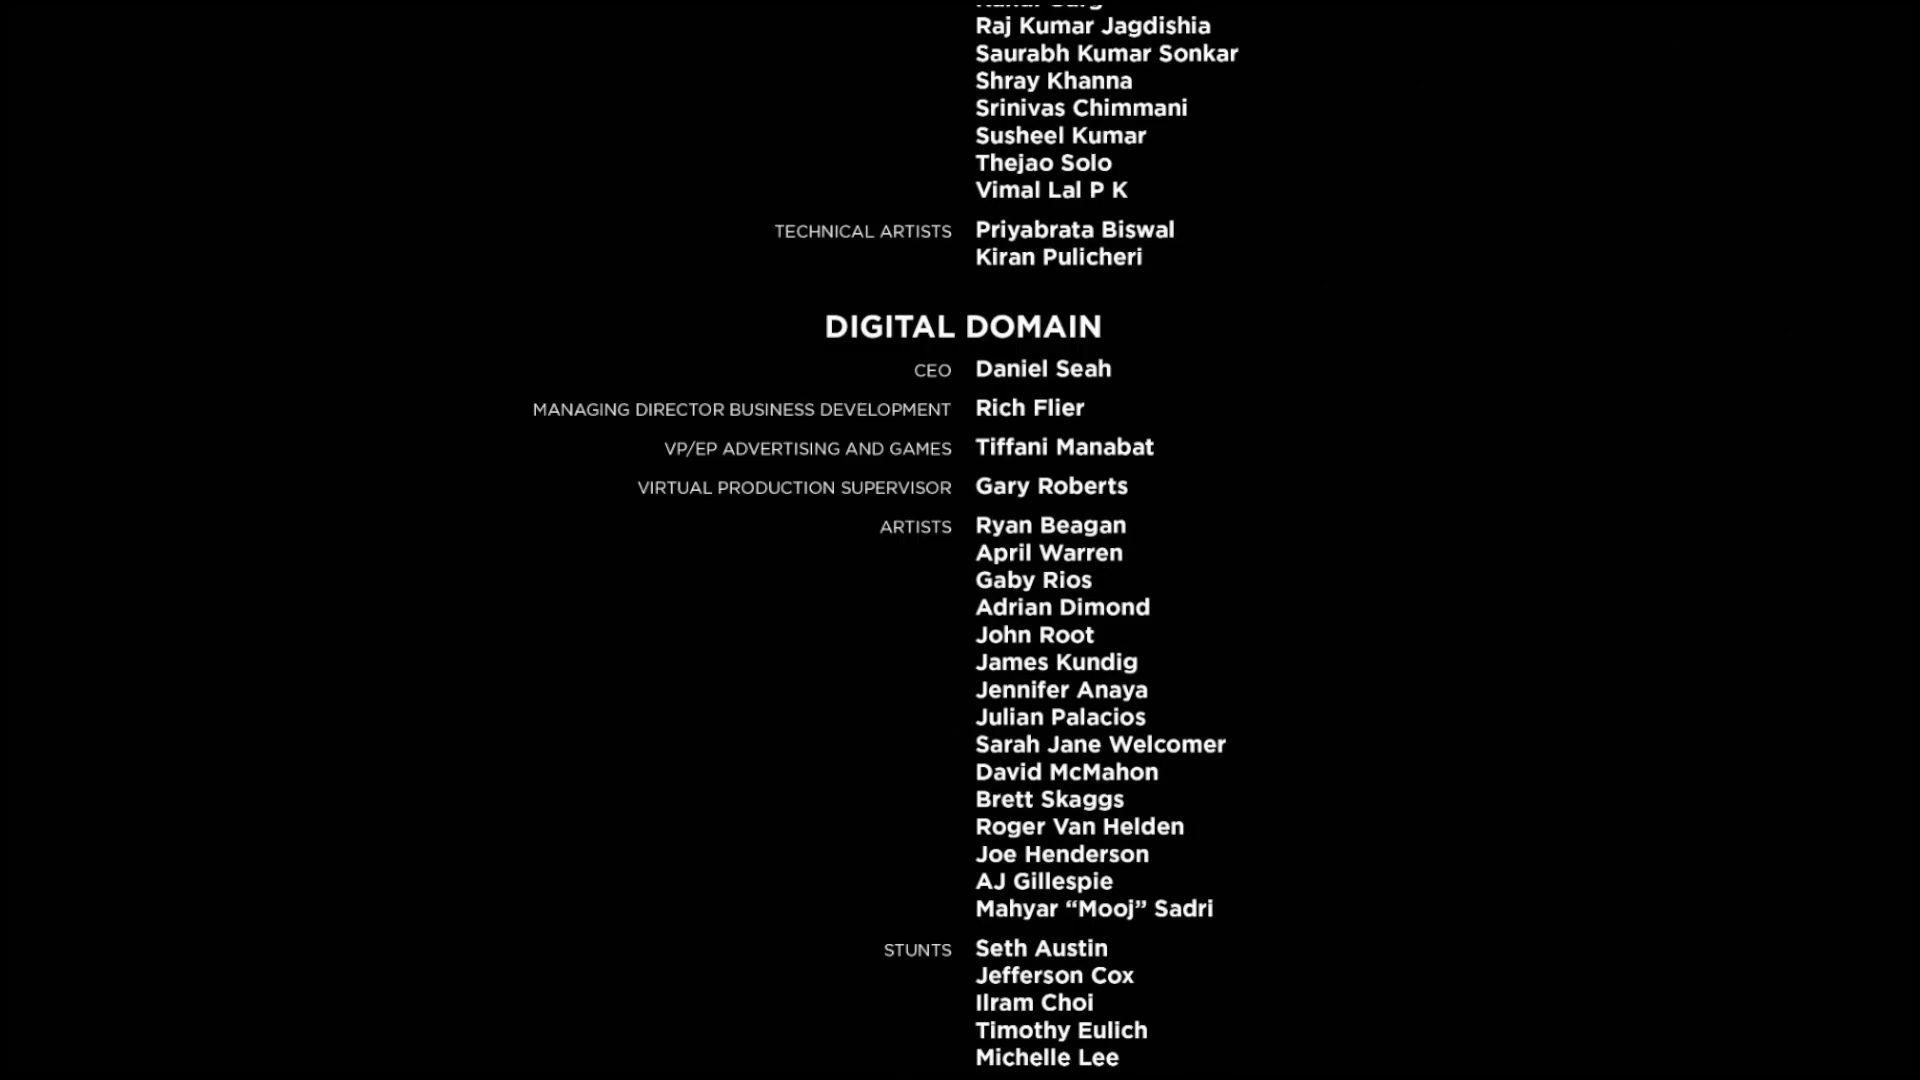 Raj Kumar Jagdishia
Saurabh Kumar Sonkar
Shray Khanna
Srinivas Chimmani
Susheel Kumar
Thejao Solo
Vimal Lal P K
TECHNICAL ARTISTS Priyabrata Biswal
Kiran Pulicheri
DIGITAL DOMAIN
CEO Daniel Seah
MANAGING DIRECTOR BUSINESS DEVELOPMENT Rich Flier
VP/EP ADVERTISING AND GAMES Tiffani Manabat
VIRTUAL PRODUCTION SUPERVISOR Gary Roberts
ARTISTS Ryan Beagan
April Warren
Gaby Rios
Adrian Dimond
John Root
James Kundig
Jennifer Anaya
Julian Palacios
Sarah Jane Welcomer
David McMahon
Brett Skaggs
Roger Van Helden
Joe Henderson
AJ Gillespie
Mahyar “Mooj” Sadri
STUNTS Seth Austin
Jefferson Cox
Ilram Choi
Timothy Eulich
Michelle Lee